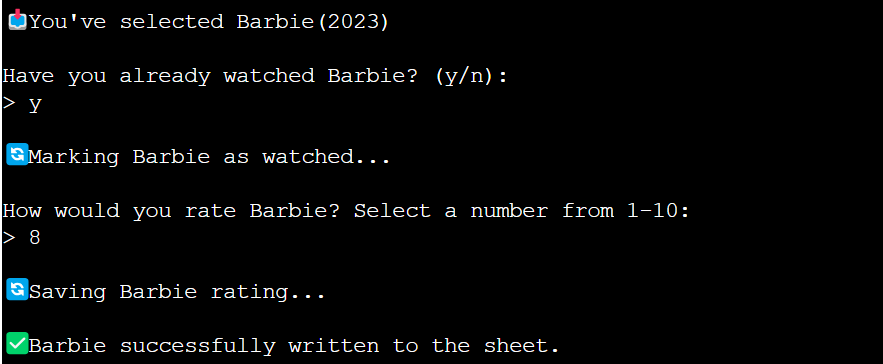 📥You've selected Barbie(2023)
Have you already watched Barbie? (y/n):
> y
🔄Marking Barbie as watched...
How would you rate Barbie? Select a number from 1-10:
> 8
🔄Saving Barbie rating...
✅Barbie successfully written to the sheet.